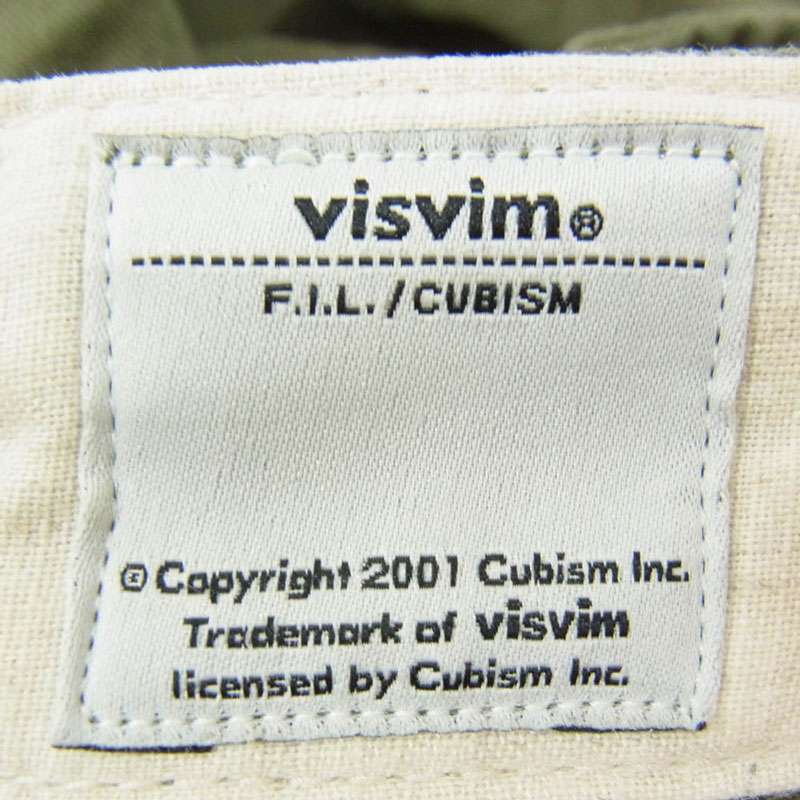 visvim®
F.I.L./CUBISM
© Copyright 2001 Cubism Inc.
Trademark of visvim
licensed by Cubism Inc.